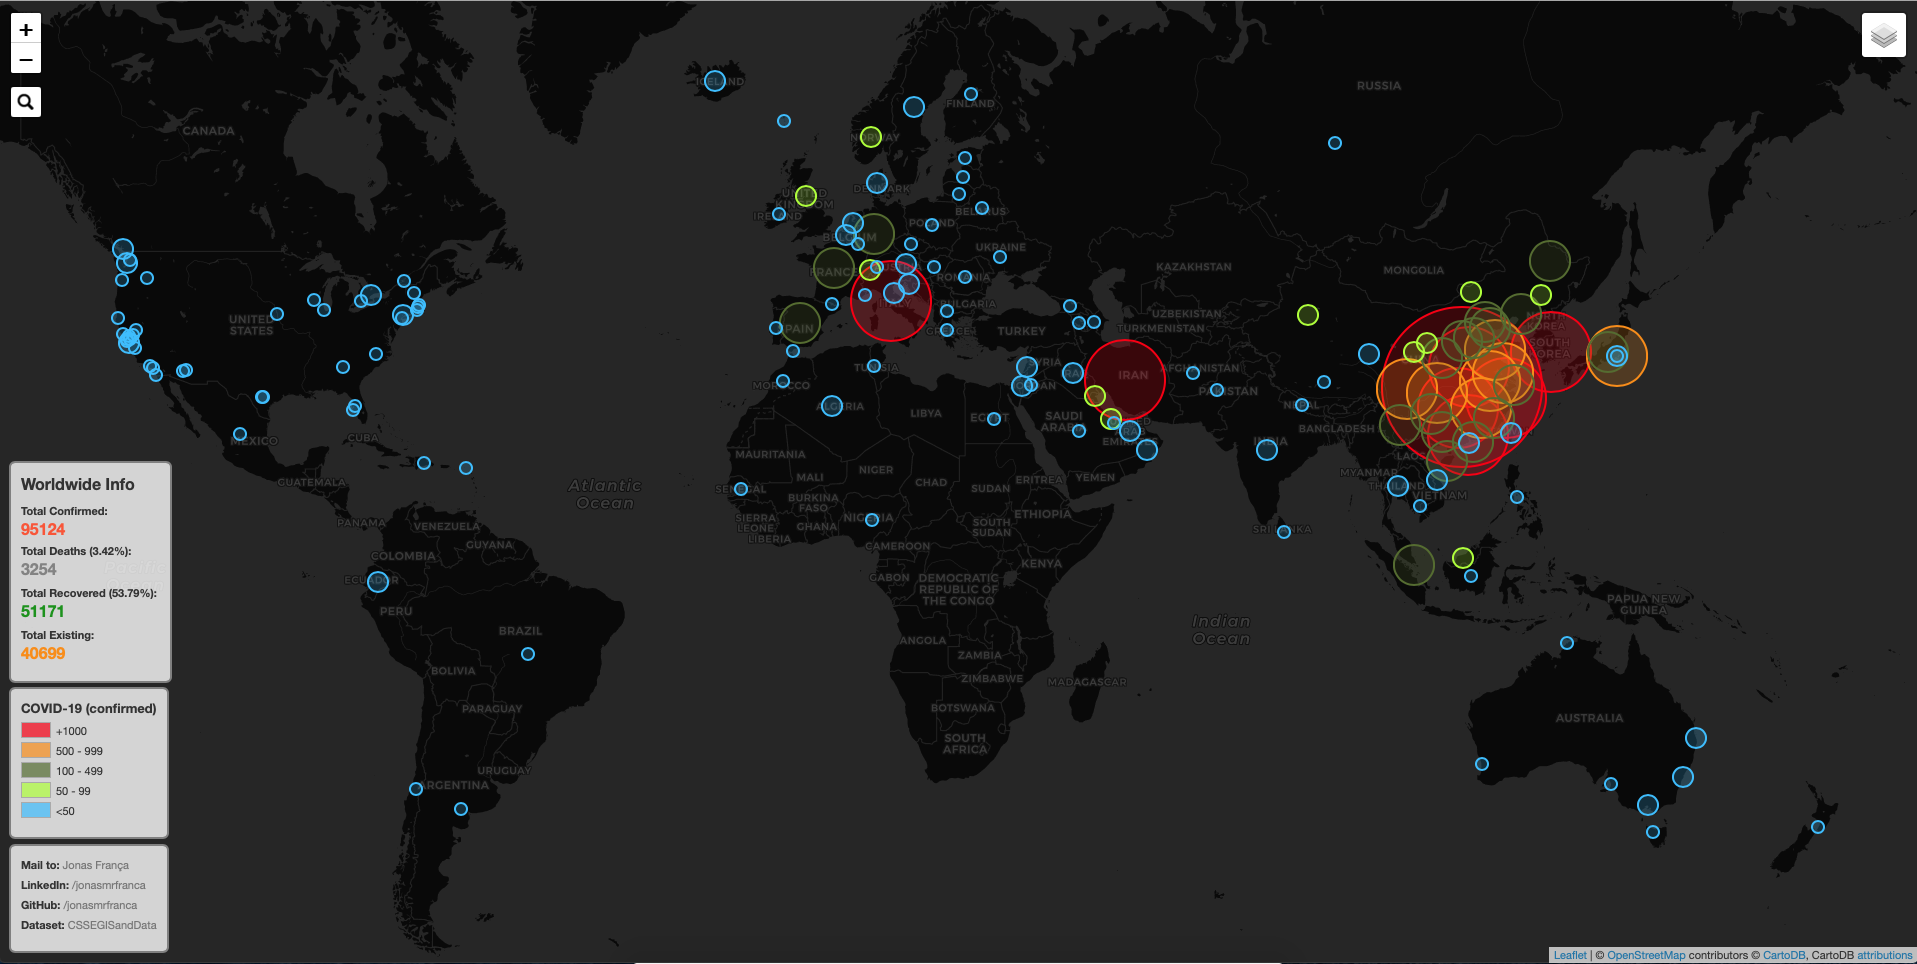 +
−
ICELAND
RUSSIA
FINLAND
CANADA
NORWAY
DENMARK
UNITED
KINGDOM
IRELAND
BELARUS
POLAND
BELGIUM
UKRAINE
KAZAKHSTAN
MONGOLIA
FRANCE
ROMANIA
ITALY
BULGARIA
UZBEKISTAN
TURKMENISTAN
UNITED
STATES
SPAIN
GREECE
TURKEY
NORTH
KOREA
SOUTH
KOREA
SYRIA
IRAN
AFGHANISTAN
TUNISIA
MOROCCO
PAKISTAN
NEPAL
ALGERIA
LIBYA
EGYPT
SAUDI
ARABIA
UNITED
ARAB
EMIRATES
BANGLADESH
INDIA
MEXICO
CUBA
MAURITANIA
MALI
NIGER
CHAD
SUDAN
ERITREA
YEMEN
LAOS
MYANMAR
THAILAND
VIETNAM
GUATEMALA
Atlantic
Ocean
SENEGAL
BURKINA
FASO
NIGERIA
SIERRA
LEONE
GHANA
LIBERIA
SOUTH
SUDAN
ETHIOPIA
SRI LANKA
PANAMA
VENEZUELA
GUYANA
COLOMBIA
CAMEROON
KENYA
ECUADOR
GABON
DEMOCRATIC
REPUBLIC OF
THE CONGO
PERU
BRAZIL
ANGOLA
ZAMBIA
Indian
Ocean
PAPUA NEW
GUINEA
BOLIVIA
ZIMBABWE
MADAGASCAR
PARAGUAY
BOTSWANA
AUSTRALIA
SOUTH
AFRICA
URUGUAY
ARGENTINA
Pacific
Worldwide Info
Total Confirmed:
95124
Total Deaths (3.42%):
3254
Total Recovered (53.79%):
51171
Total Existing:
40699
COVID-19 (confirmed)
+1000
500 - 999
100 - 499
50 - 99
<50
Mail to: Jonas França
LinkedIn: /jonasmrfranca
GitHub: /jonasmrfranca
Dataset: CSSEGISandData
Leaflet | © OpenStreetMap contributors © CartoDB, CartoDB attributions